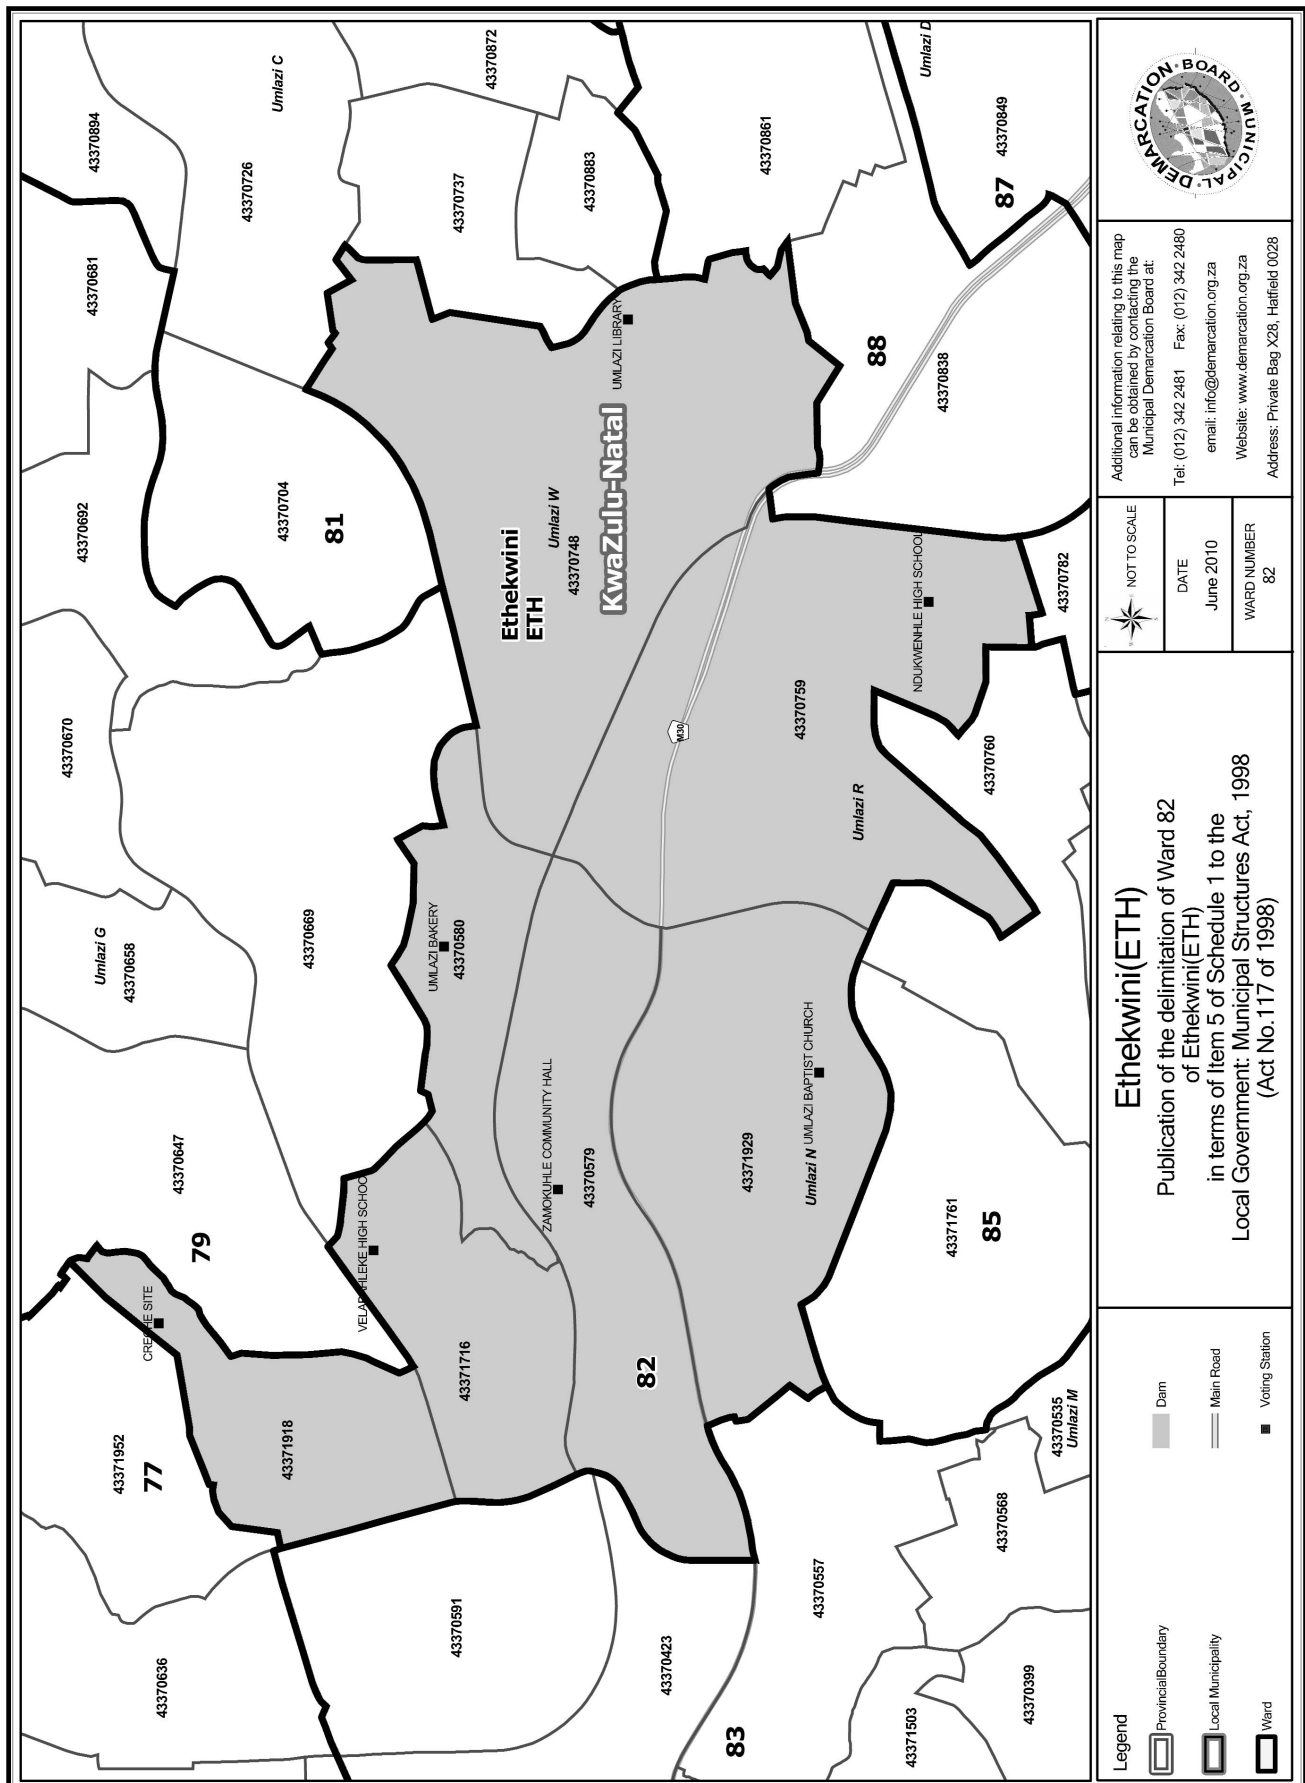 43370894
43370872
Umlazi C
Umlazi D
43370681
43370726
43370737
43370883
43370861
43370849
87
43370692
43370704
81
UMLAZI LIBRARY
88
43370838
Ethekwini
ETH
Umlazi W
43370748
KwaZulu-Natal
NDUKWENHLE HIGH SCHOOL
43370782
43370670
M30
43370759
43370760
Umlazi R
Umlazi G
43370658
43370669
UMLAZI BAKERY
43370580
43370647
79
ZAMOKUHLE COMMUNITY HALL
43370579
43371929
Umlazi N
UMLAZI BAPTIST CHURCH
43371761
85
CRECHE SITE
HIGH SCHOO
43371716
82
43371952
77
43371918
43370535
Umlazi M
43370568
43370636
43370591
43370423
43370557
83
43371503
43370399
Legend
ProvincialBoundary
Local Municipality
Ward
Dam
Main Road
Voting Station
Ethekwini(ETH)
Publication of the delimitation of Ward 82
of Ethekwini(ETH)
in terms of Item 5 of Schedule 1 to the
Local Government: Municipal Structures Act, 1998
(Act No.117 of 1998)
N
S
NOT TO SCALE
DATE
June 2010
WARD NUMBER
82
Additional information relating to this map
can be obtained by contacting the
Municipal Demarcation Board at:
Tel: (012) 342 2481 Fax: (012) 342 2480
email: info@demarcation.org.za
Website: www.demarcation.org.za
Address: Private Bag X28, Hatfield 0028
MUNICIPAL • DEMARCATION • BOARD •